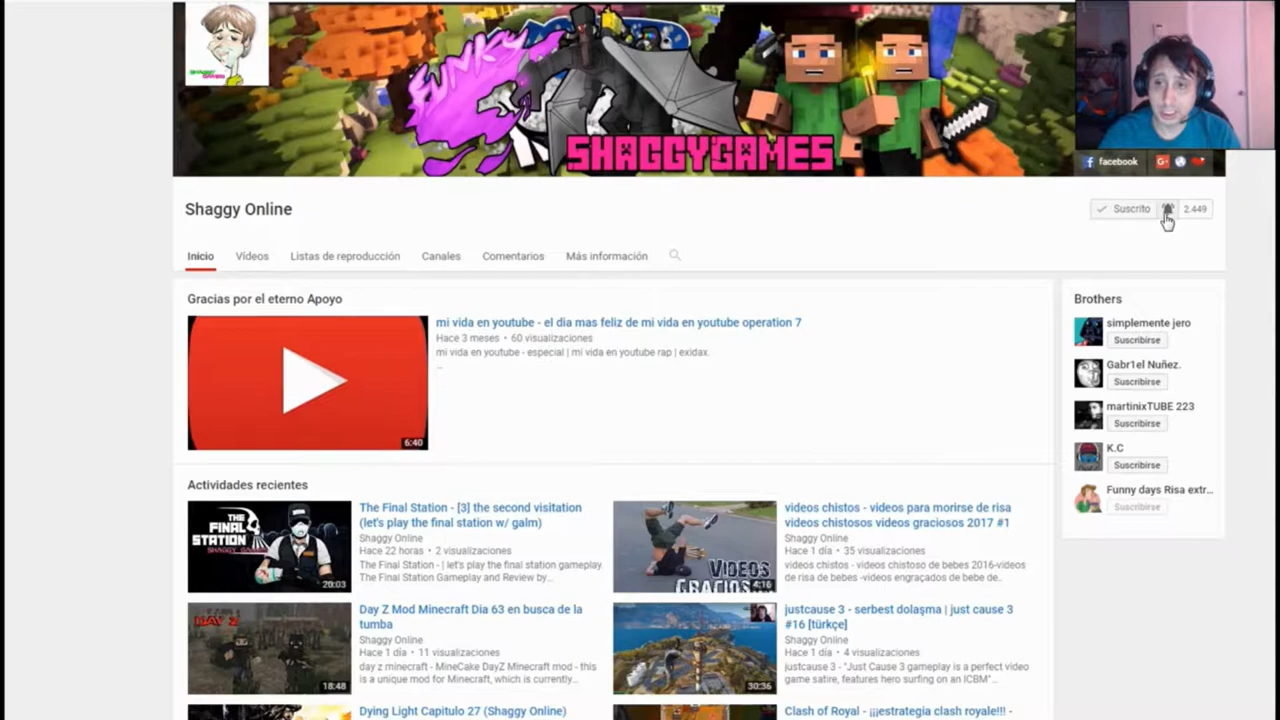 SHAGGY GAMES
SHAGGYGAMES
facebook
Shaggy Online
Suscrito
2.449
Inicio
Vídeos
Listas de reproducción
Canales
Comentarios
Más información
Gracias por el eterno Apoyo
mi vida en youtube - el dia mas feliz de mi vida en youtube operation 7
Hace 3 meses • 60 visualizaciones
mi vida en youtube - especial | mi vida en youtube rap | exidax.
...
6:40
Brothers
simplemente jero
Suscribirse
Gabr1el Nuñez.
Suscribirse
martinixTUBE 223
Suscribirse
K.C
Suscribirse
Funny days Risa extr...
Suscribirse
Actividades recientes
THE
FINAL
STATION
SHAGGY GAMES
20:03
The Final Station - [3] the second visitation
(let's play the final station w/ galm)
Shaggy Online
Hace 22 horas • 2 visualizaciones
The Final Station - | let's play the final station gameplay
The Final Station Gameplay and Review by...
VIDEOS
GRACIOSOS
4:16
videos chistos - videos para morirse de risa
videos chistosos videos graciosos 2017 #1
Shaggy Online
Hace 1 día • 35 visualizaciones
videos chistos - videos chistoso de bebes 2016-videos
de risa de bebes -videos engraçados de bebe de..
DAY Z
18:48
Day Z Mod Minecraft Dia 63 en busca de la
tumba
Shaggy Online
Hace 1 día • 11 visualizaciones
day z minecraft - MineCake DayZ Minecraft mod - this
is a unique mod for Minecraft, which is currently...
30:36
justcause 3 - serbest dolaşma | just cause 3
#16 [türkçe]
Shaggy Online
Hace 1 día • 4 visualizaciones
justcause 3 - "Just Cause 3 gameplay is a perfect video
game satire, features hero surfing on an ICBM"...
Dying Light Capitulo 27 (Shaggy Online)
Clash of Royal - ¡¡¡estrategia clash royale!!! -